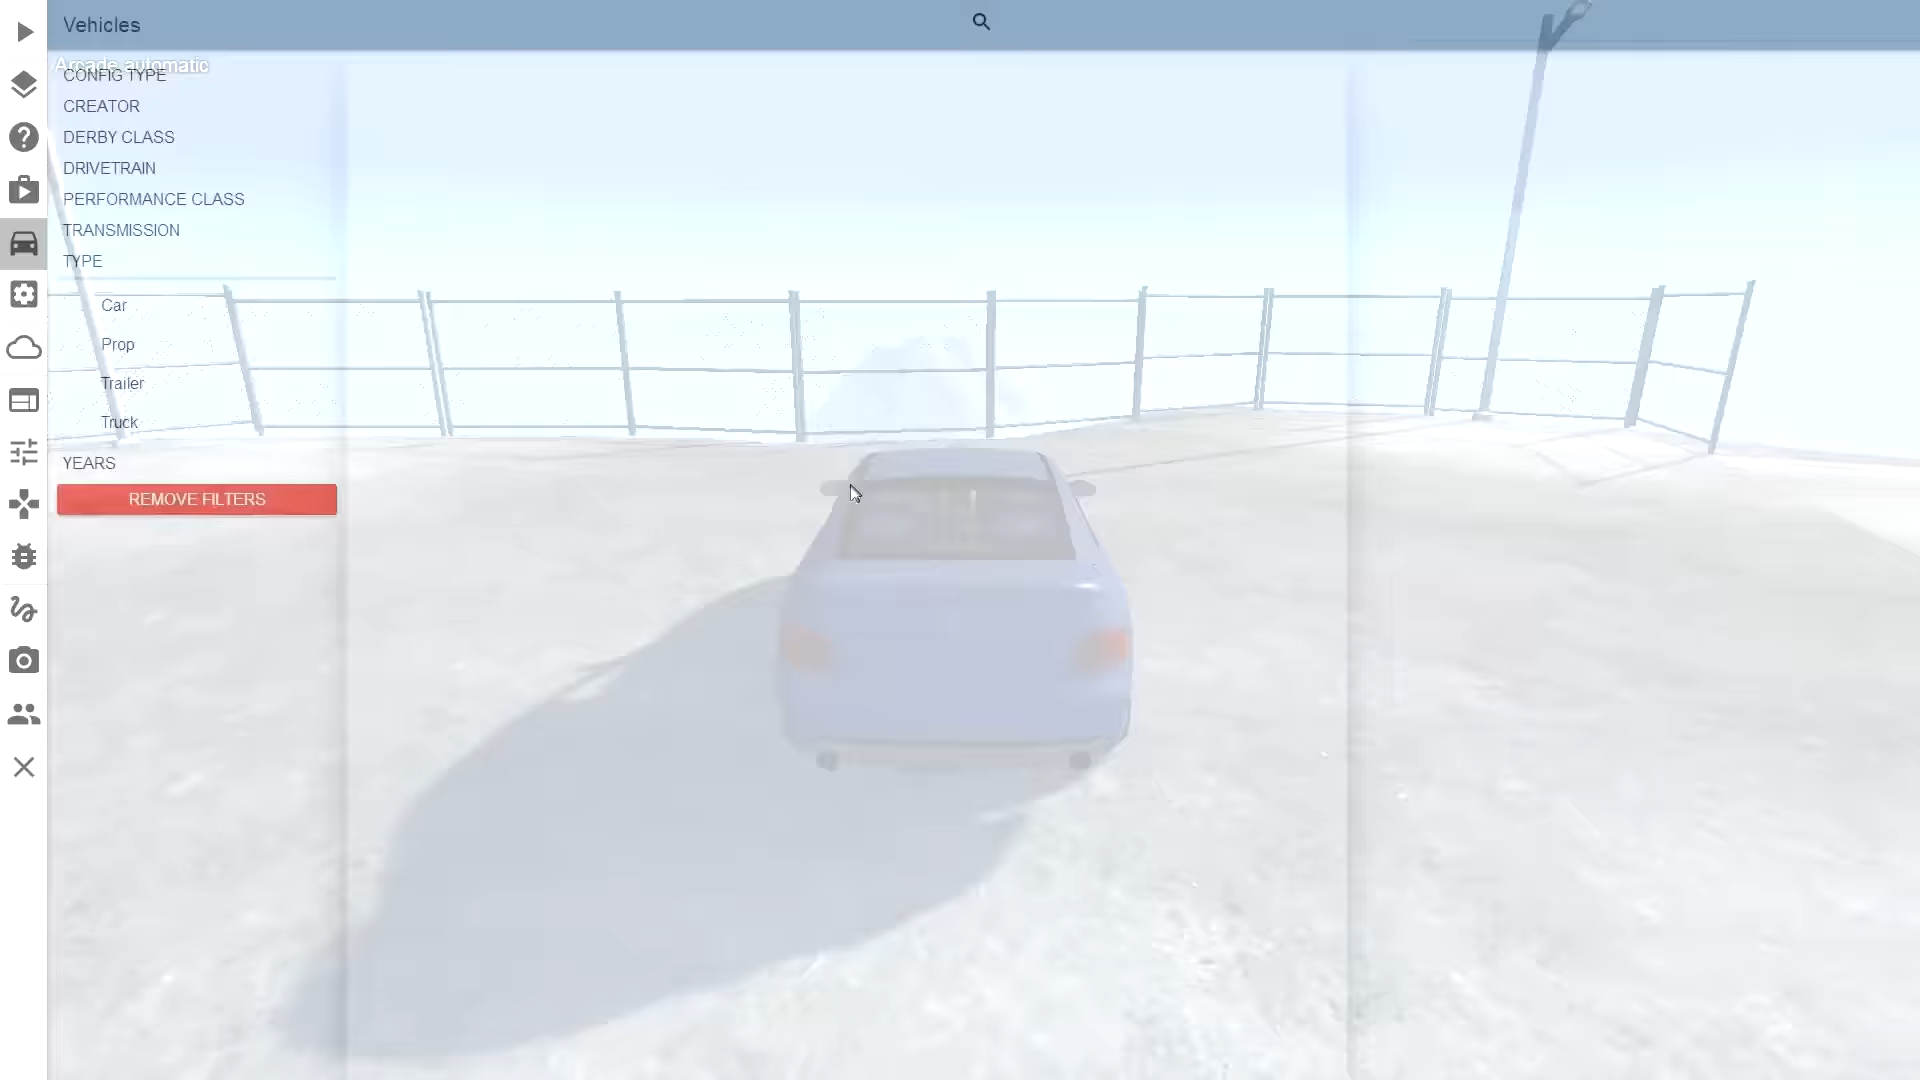 Vehicles
Arcade automatic
CONFIG TYPE
CREATOR
DERBY CLASS
DRIVETRAIN
PERFORMANCE CLASS
TRANSMISSION
TYPE
Car
Prop
Trailer
Truck
YEARS
REMOVE FILTERS